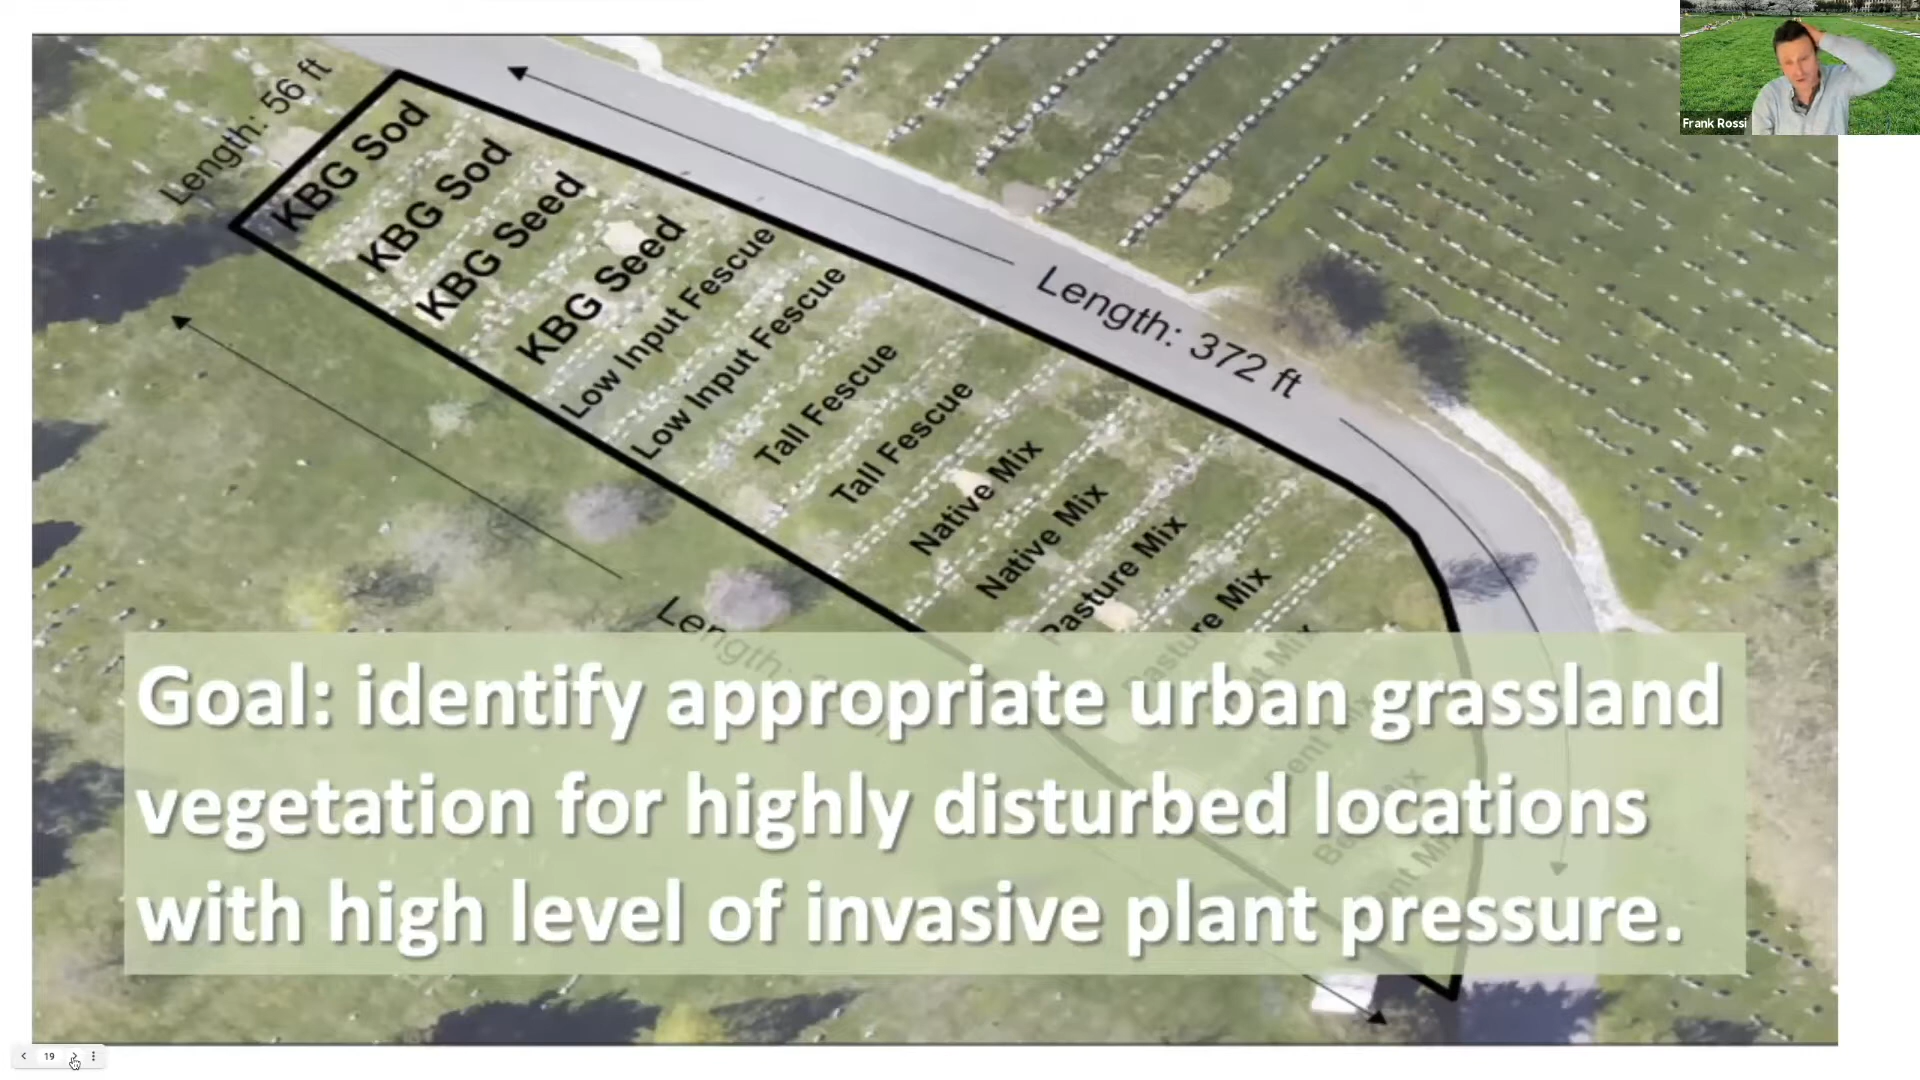 Frank Rossi
Length: 56 ft
KBG Sod
KBG Sod
KBG Seed
KBG Seed
Low Input Fescue
Low Input Fescue
Tall Fescue
Tall Fescue
Native Mix
Native Mix
Pasture Mix
Mix
Length: 372 ft
Length:
Goal: identify appropriate urban grassland
vegetation for highly disturbed locations
with high level of invasive plant pressure.
19